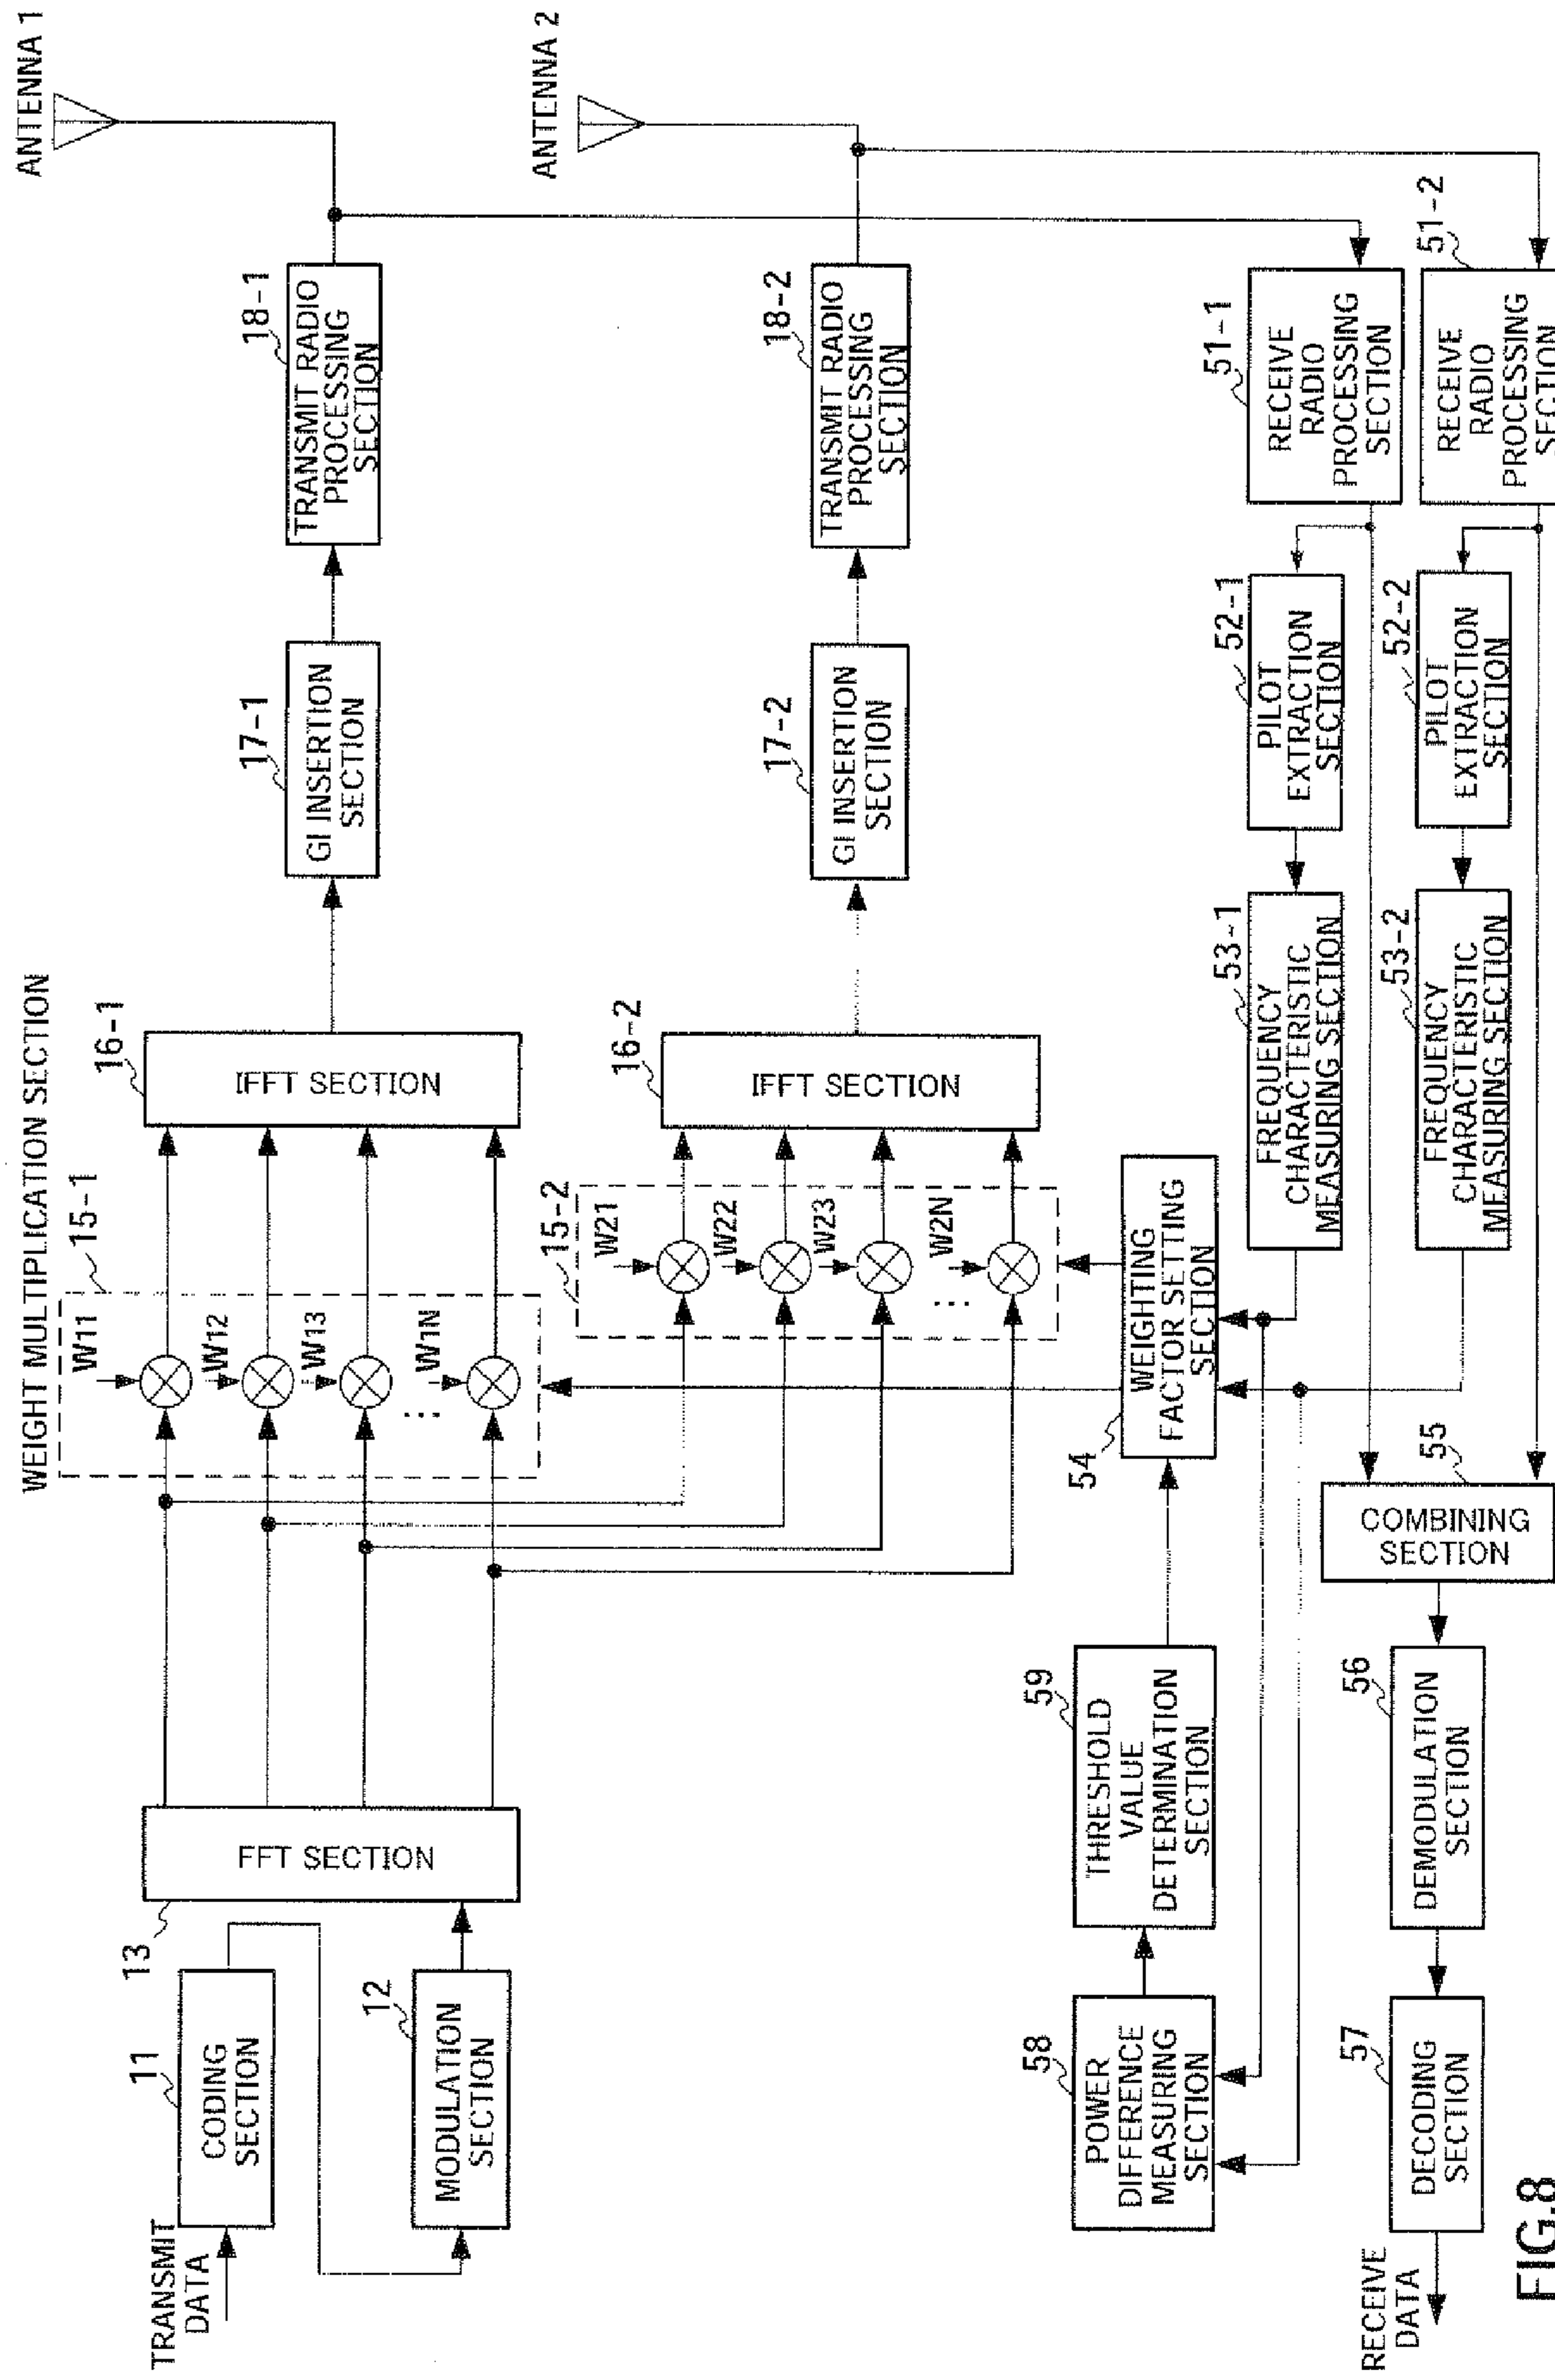 ANTENNA 1
ANTENNA 2
WEIGHT MULTIPLICATION SECTION
15-1
W11
W12
W13
...
W1N
16-1
IFFT SECTION
17-1
GI INSERTION
SECTION
18-1
TRANSMIT RADIO
PROCESSING
SECTION
TRANSMIT
DATA
11
CODING
SECTION
12
MODULATION
SECTION
13
FFT SECTION
15-2
W21
W22
W23
...
W2N
16-2
IFFT SECTION
17-2
GI INSERTION
SECTION
18-2
TRANSMIT RADIO
PROCESSING
SECTION
58
POWER
DIFFERENCE
MEASURING
SECTION
59
THRESHOLD
VALUE
DETERMINATION
SECTION
54
WEIGHTING
FACTOR SETTING
SECTION
53-1
FREQUENCY
CHARACTERISTIC
MEASURING SECTION
52-1
PILOT
EXTRACTION
SECTION
51-1
RECEIVE
RADIO
PROCESSING
SECTION
53-2
FREQUENCY
CHARACTERISTIC
MEASURING SECTION
52-2
PILOT
EXTRACTION
SECTION
51-2
RECEIVE
RADIO
PROCESSING
SECTION
RECEIVE
DATA
57
DECODING
SECTION
56
DEMODULATION
SECTION
55
COMBINING
SECTION
FIG.8